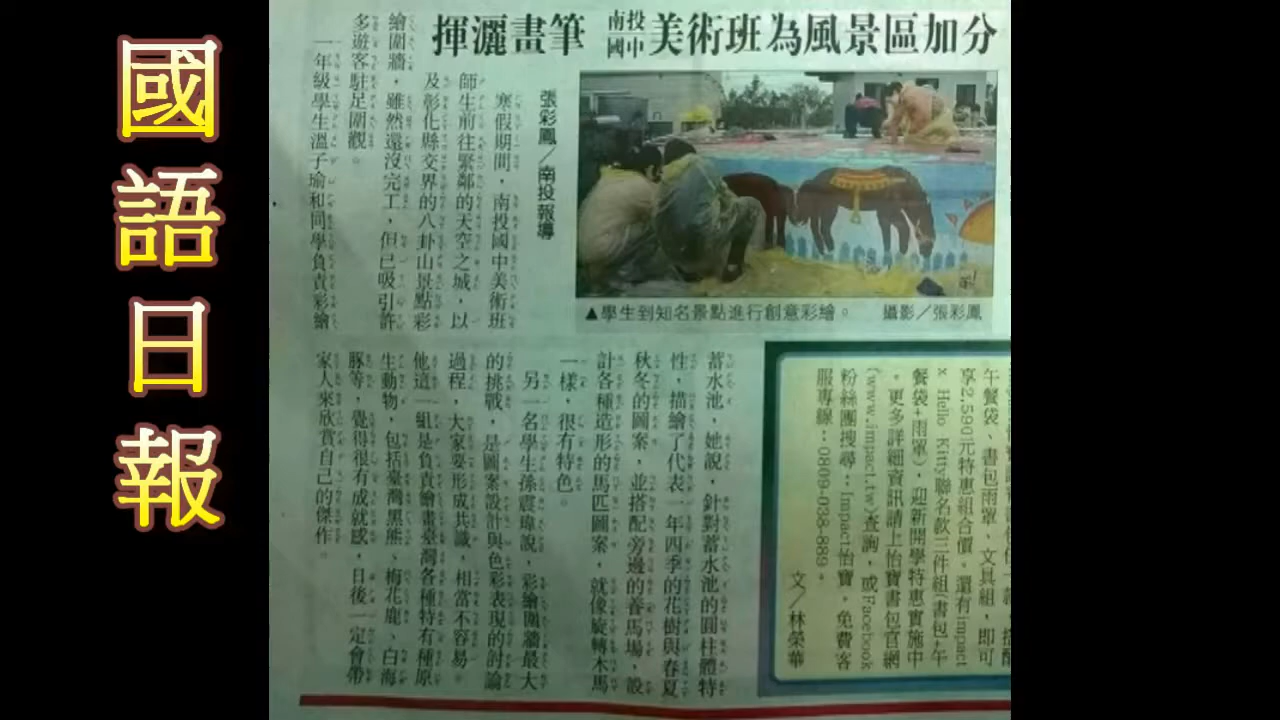 國語日報
揮灑畫筆 南投國中美術班為風景區加分
張彩鳳／南投報導
寒假期間，南投國中美術班
師生前往緊鄰的天空之城，以
及彰化縣交界的八卦山景點彩
繪圍牆，雖然還沒完工，但已吸引許
多遊客駐足圍觀。
一年級學生溫子瑜和同學負責彩繪
蓄水池，她說，針對蓄水池的圓柱體特
性，描繪了代表一年四季的花樹與春夏
秋冬的圖案，並搭配旁邊的養馬場，設
計各種造形的馬匹圖案，就像旋轉木馬
一樣，很有特色。
另一名學生孫震瑋說，彩繪圍牆最大
的挑戰，是圖案設計與色彩表現的討論
過程，大家要形成共識，相當不容易。
他這一組是負責繪畫臺灣各種特有種原
生動物，包括臺灣黑熊、梅花鹿、白海
豚等，覺得很有成就感，日後一定會帶
家人來欣賞自己的傑作。
▲學生到知名景點進行創意彩繪。 攝影／張彩鳳
午餐袋、書包雨罩、文具組，即可
享2,590元特惠組合價。還有impact
x Hello Kitty聯名款三件組(書包+午
餐袋+雨罩)，迎新開學特惠實施中
。更多詳細資訊請上怡寶書包官網
(www.impact.tw)查詢，或Facebook
粉絲團搜尋：Impact怡寶，免費客
服專線：0809-038-889。
文／林榮華